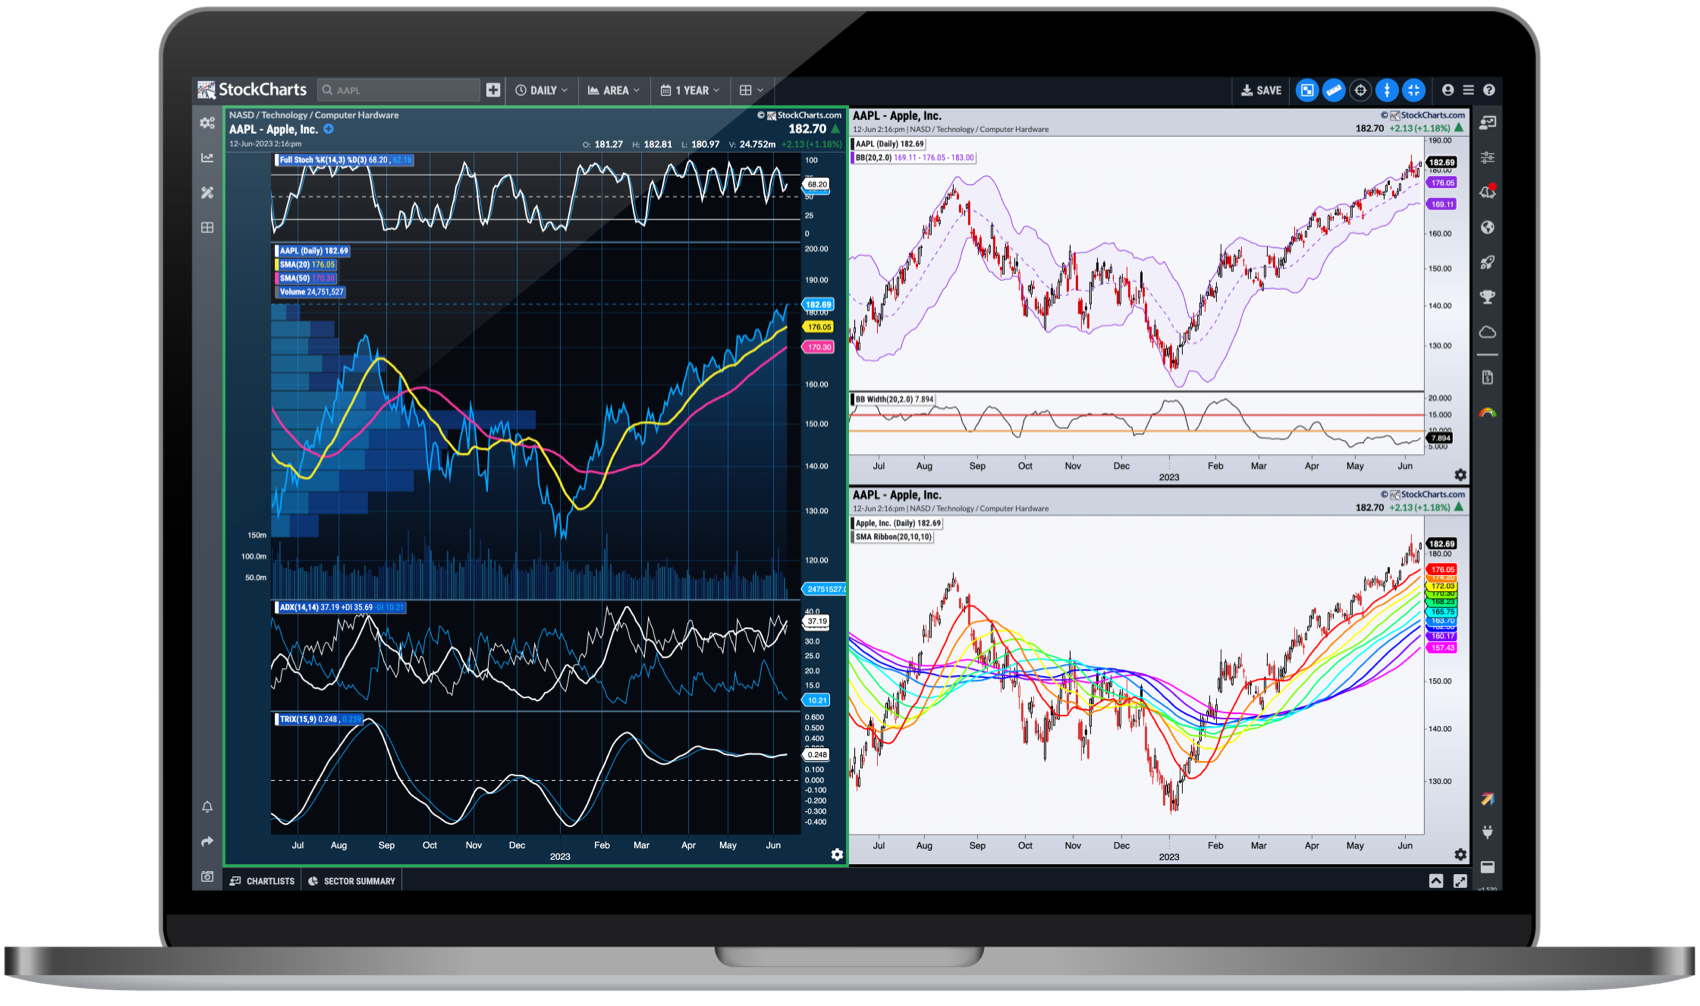 StockCharts AAPL DAILY AREA 1 YEAR SAVE
NASD / Technology / Computer Hardware © StockCharts.com
AAPL - Apple, Inc. 182.70
12-Jun-2023 2:16pm O: 181.27 H: 182.81 L: 180.97 V: 24.752m +2.13 (+1.18%)
Full Stoch %K(14,3) %D(3) 68.20, 62.16
100
68.20
50
25
0
AAPL (Daily) 182.69
SMA(20) 176.05
SMA(50) 170.30
Volume 24,751,527
200.00
190.00
182.69
180.00
176.05
170.30
160.00
150.00
140.00
130.00
120.00
150m
100.0m
50.0m
24751527.0
ADX(14,14) 37.19 +DI 35.69 -DI 10.21
40.0
37.19
30.0
25.0
20.0
15.0
10.21
TRIX(15,9) 0.248, 0.239
0.600
0.500
0.400
0.248
0.100
0.000
-0.100
-0.200
-0.300
-0.400
Jul Aug Sep Oct Nov Dec Feb Mar Apr May Jun
2023
AAPL - Apple, Inc. © StockCharts.com
12-Jun 2:16pm | NASD / Technology / Computer Hardware 182.70 +2.13 (+1.18%)
AAPL (Daily) 182.69
BB(20,2.0) 169.11 - 176.05 - 183.00
190.00
182.69
180.00
176.05
169.11
160.00
150.00
140.00
130.00
BB Width(20,2.0) 7.894
20.000
15.000
10.000
7.894
5.000
Jul Aug Sep Oct Nov Dec Feb Mar Apr May Jun
2023
AAPL - Apple, Inc. © StockCharts.com
12-Jun 2:16pm | NASD / Technology / Computer Hardware 182.70 +2.13 (+1.18%)
Apple, Inc. (Daily) 182.69
SMA Ribbon(20,10,10)
182.69
180.00
176.05
174.20
172.03
170.30
168.23
165.75
163.70
160.17
157.43
150.00
140.00
130.00
Jul Aug Sep Oct Nov Dec Feb Mar Apr May Jun
2023
CHARTLISTS SECTOR SUMMARY